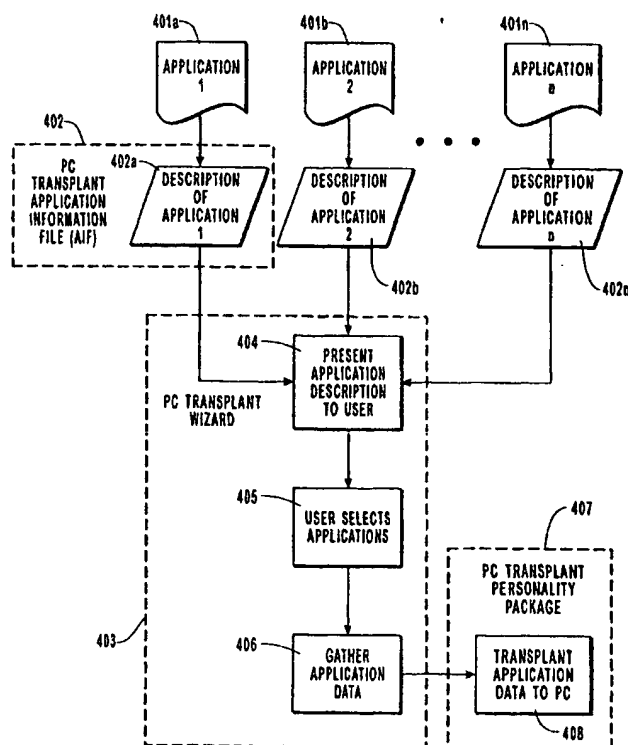 401a
401b
401n
APPLICATION
1
APPLICATION
2
APPLICATION
n
402
PC
TRANSPLANT
APPLICATION
INFORMATION
FILE (AIF)
402a
DESCRIPTION
OF
APPLICATION
1
DESCRIPTION
OF
APPLICATION
2
DESCRIPTION
OF
APPLICATION
n
402b
402n
404
PRESENT
APPLICATION
DESCRIPTION
TO USER
PC TRANSPLANT
WIZARD
405
USER SELECTS
APPLICATIONS
407
PC TRANSPLANT
PERSONALITY
PACKAGE
403
406
GATHER
APPLICATION
DATA
TRANSPLANT
APPLICATION
DATA TO PC
408